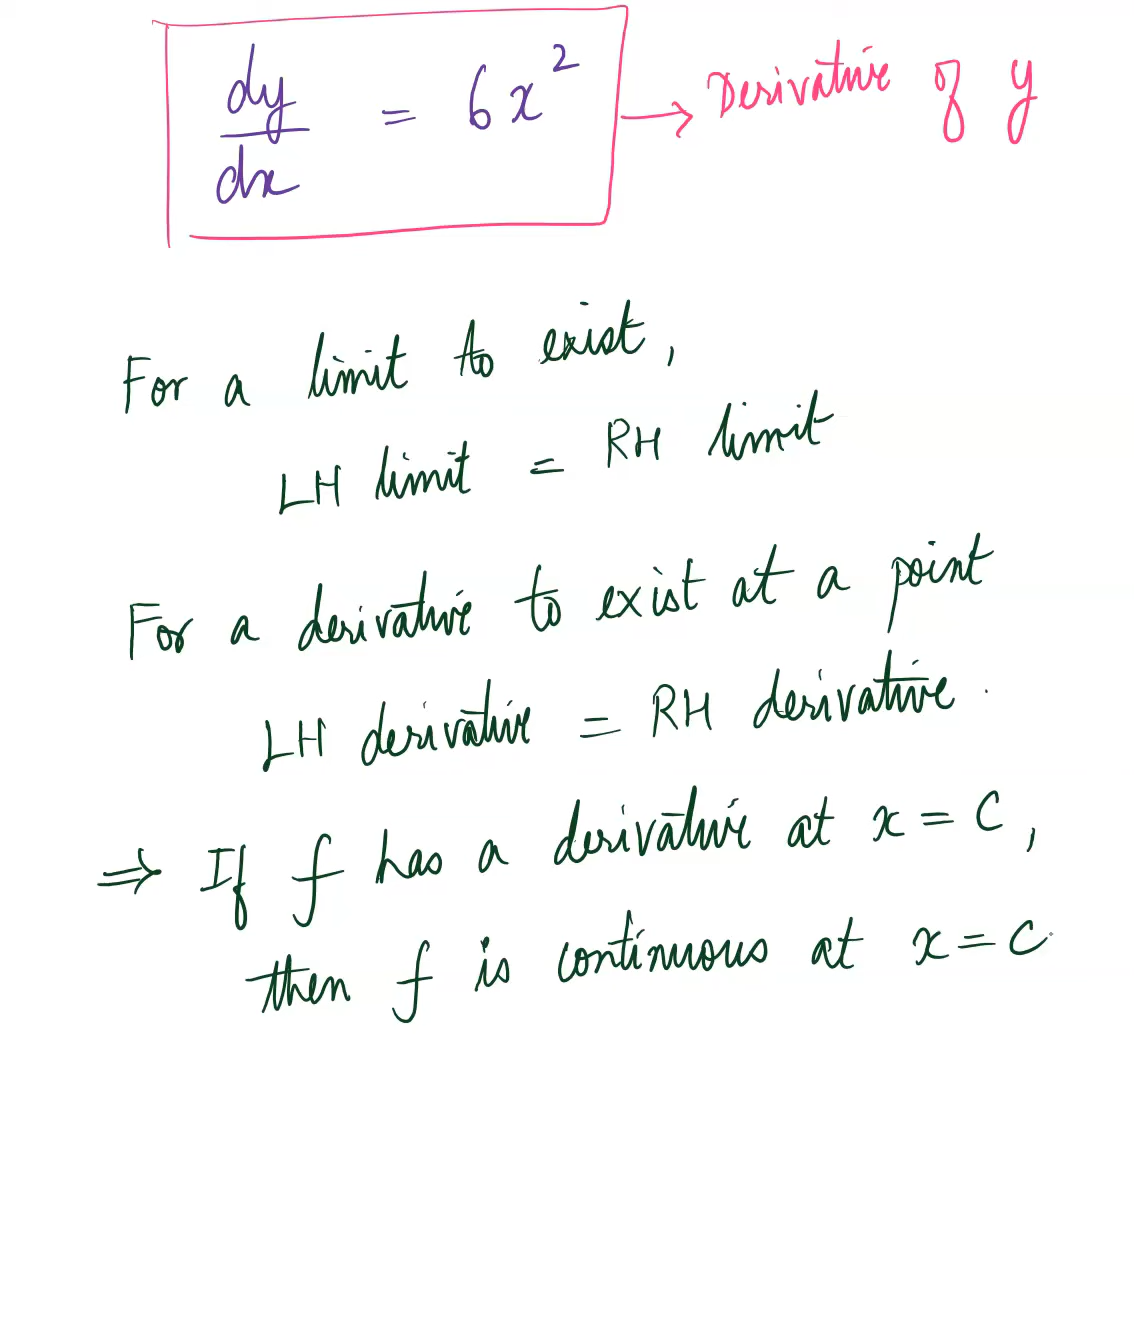 dy/dx = 6x² → Derivative of y
For a limit to exist,
LH limit = RH limit
For a derivative to exist at a point
LH derivative = RH derivative.
⇒ If f has a derivative at x = c,
then f is continuous at x = c